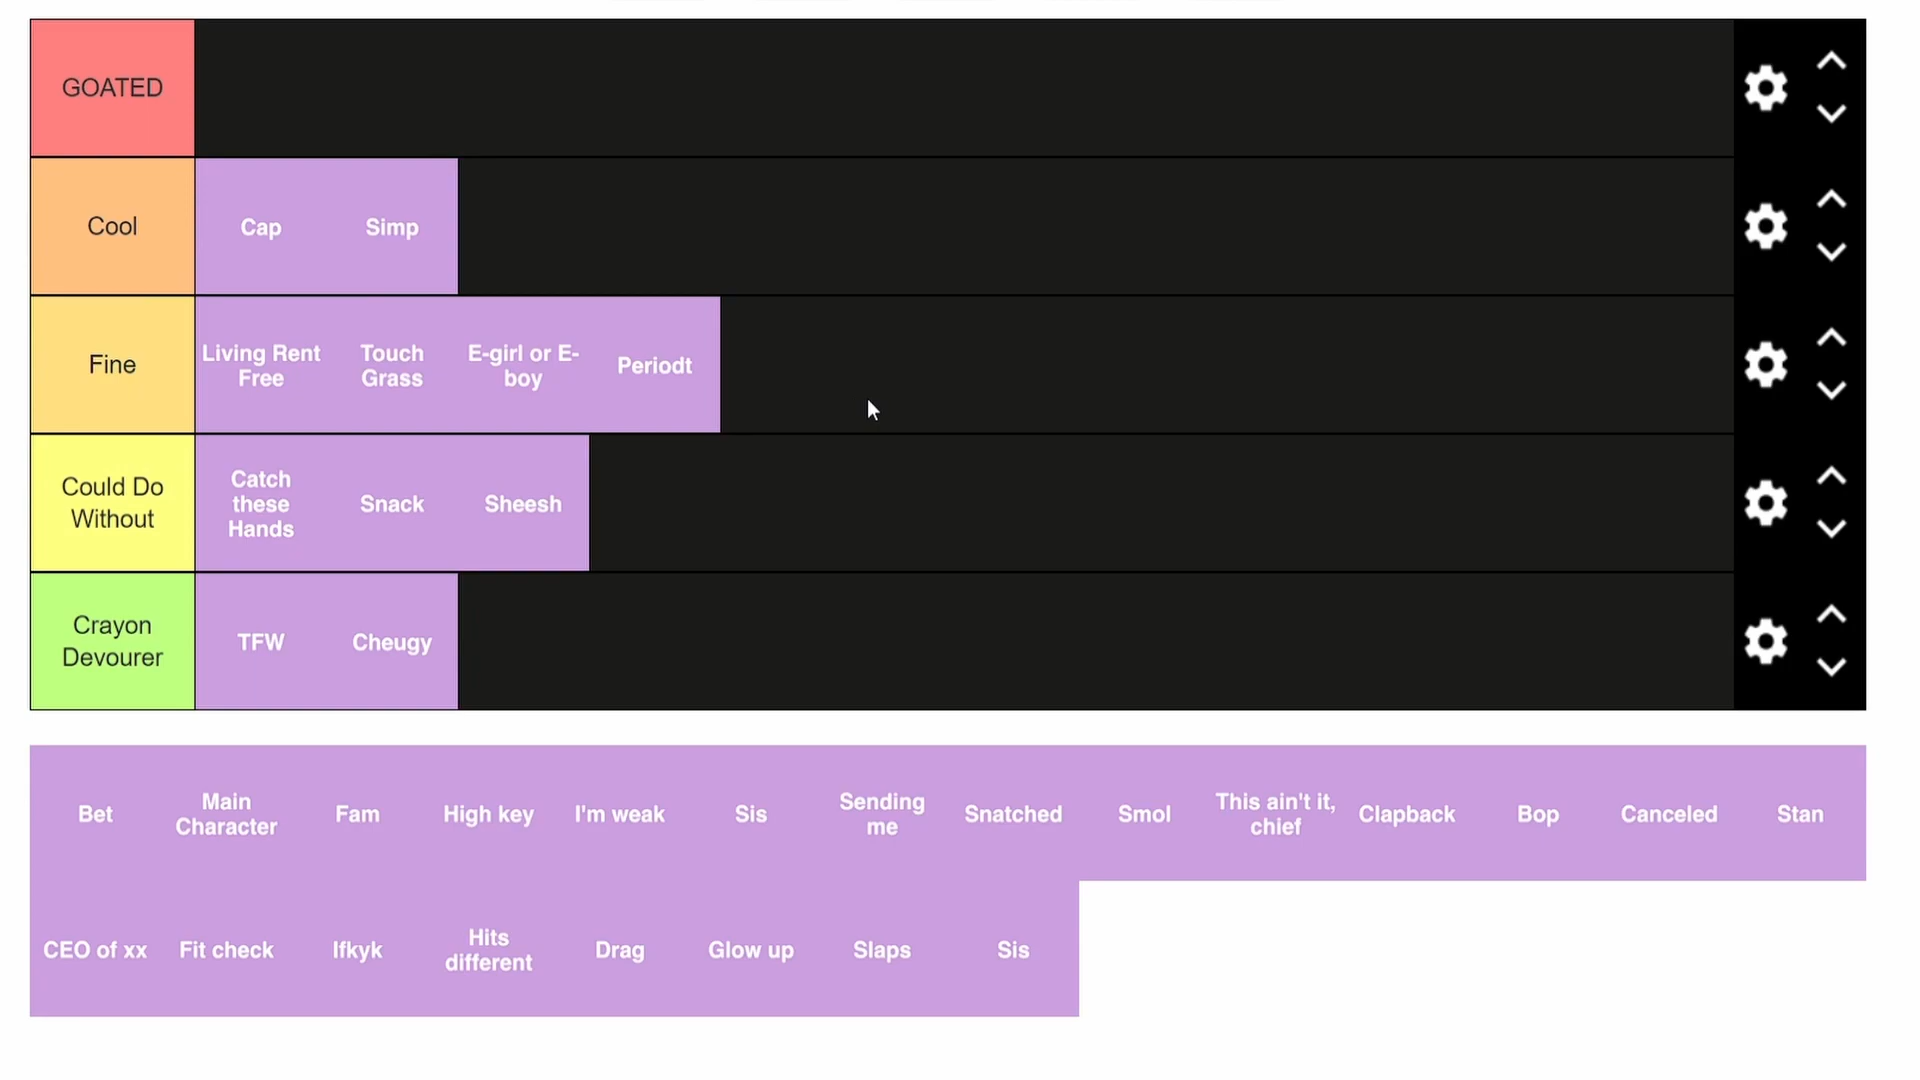 GOATED
Cool
Cap
Simp
Fine
Living Rent
Free
Touch
Grass
E-girl or E-
boy
Periodt
Could Do
Without
Catch
these
Hands
Snack
Sheesh
Crayon
Devourer
TFW
Cheugy
Bet
Main
Character
Fam
High key
I'm weak
Sis
Sending
me
Snatched
Smol
This ain't it,
chief
Clapback
Bop
Canceled
Stan
CEO of xx
Fit check
Ifkyk
Hits
different
Drag
Glow up
Slaps
Sis